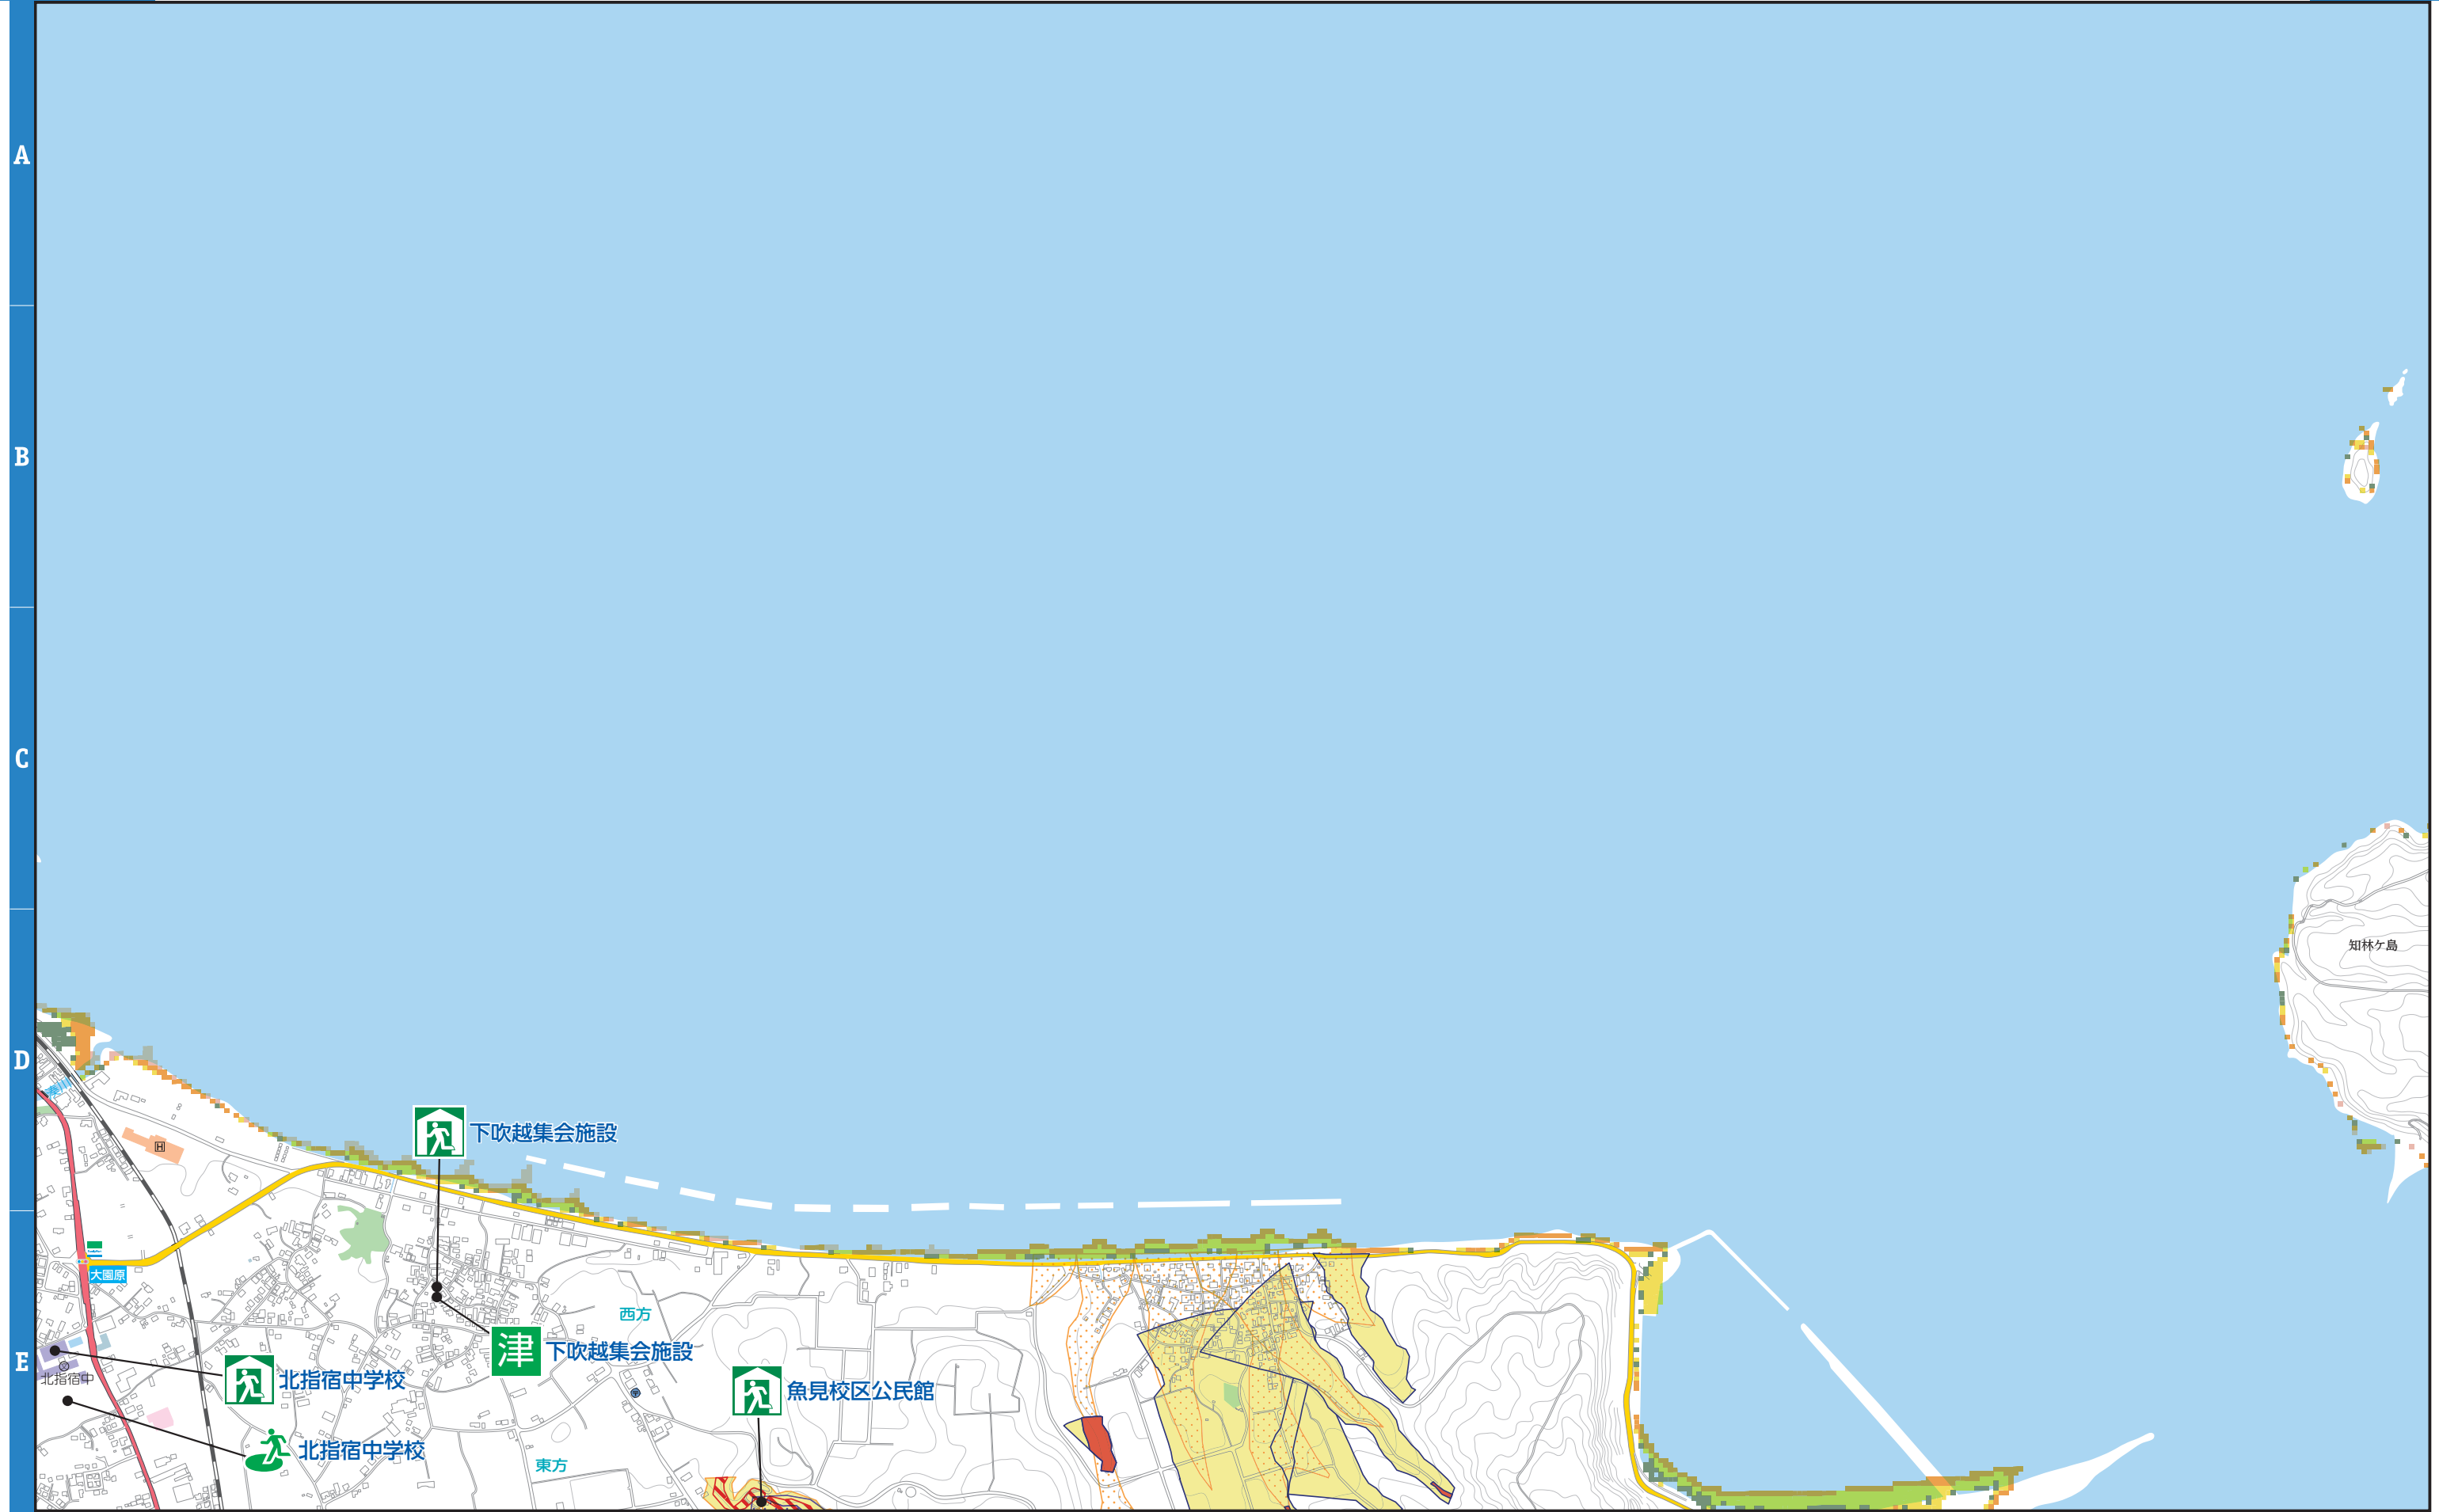 A
B
C
知林ケ島
D
H
下吹越集会施設
大園原
西方
津
下吹越集会施設
E
北指宿中
北指宿中学校
魚見校区公民館
北指宿中学校
東方